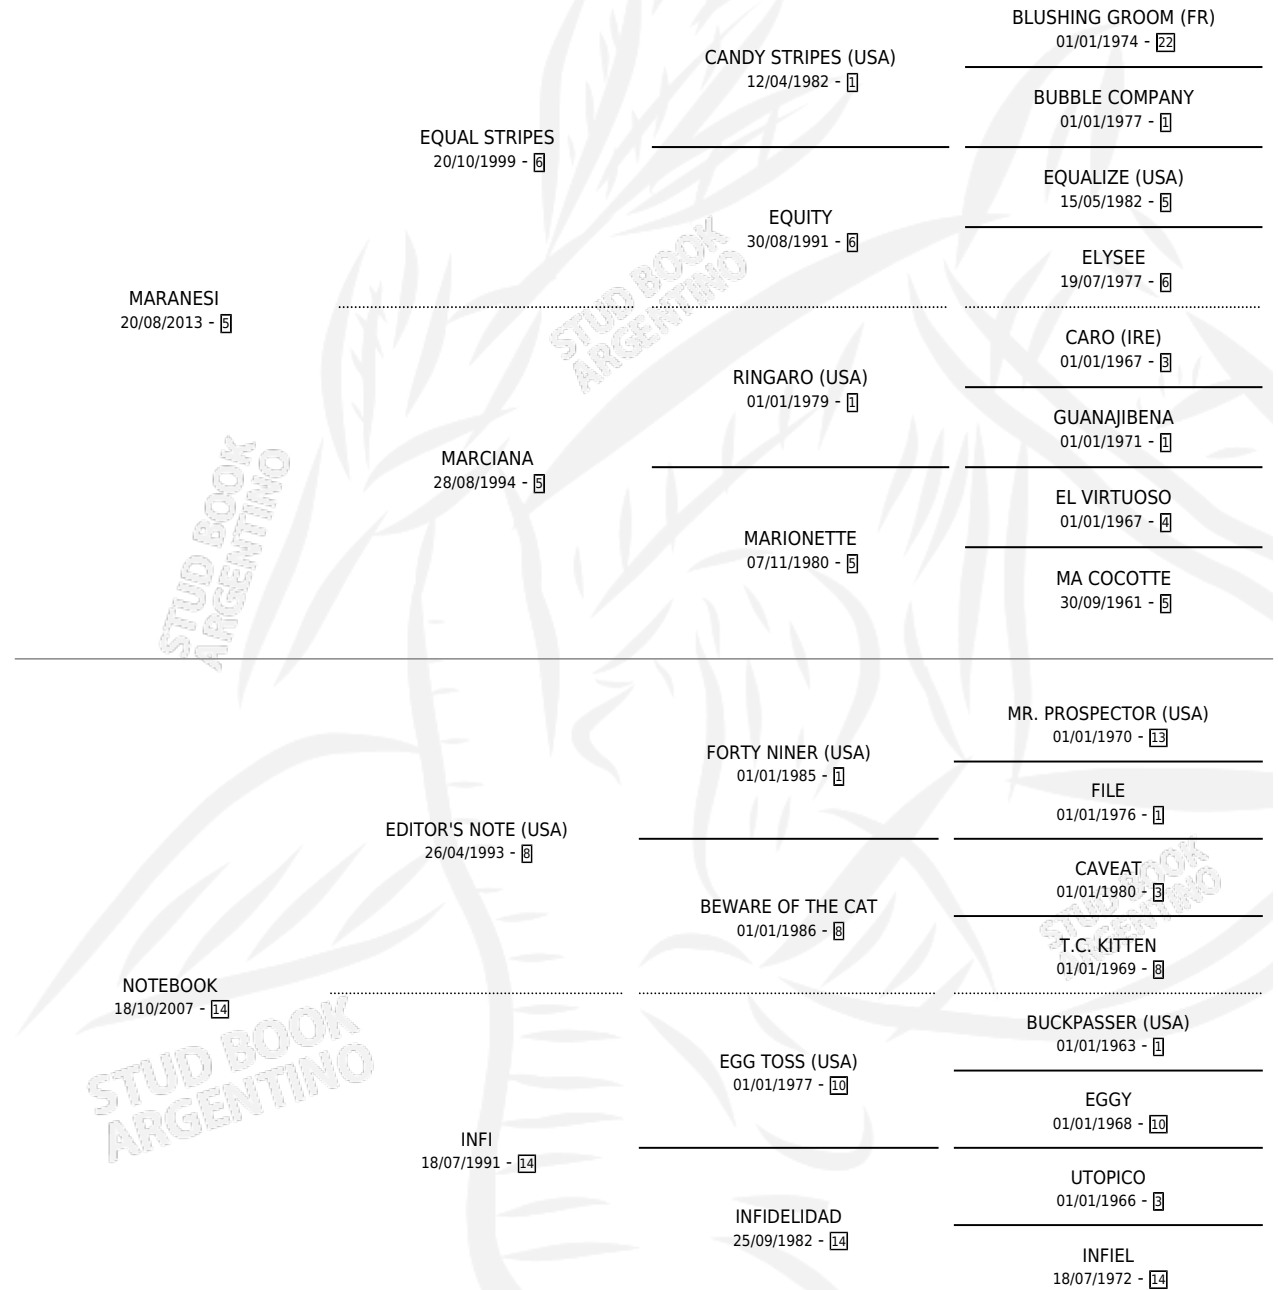 BLUSHING GROOM (FR)
01/01/1974 - 22
CANDY STRIPES (USA)
12/04/1982 - 1
BUBBLE COMPANY
01/01/1977 - 1
EQUAL STRIPES
20/10/1999 - 6
EQUALIZE (USA)
15/05/1982 - 5
EQUITY
30/08/1991 - 6
ELYSEE
19/07/1977 - 6
MARANESI
20/08/2013 - 5
CARO (IRE)
01/01/1967 - 3
RINGARO (USA)
01/01/1979 - 1
GUANAJIBENA
01/01/1971 - 1
MARCIANA
28/08/1994 - 5
EL VIRTUOSO
01/01/1967 - 4
MARIONETTE
07/11/1980 - 5
MA COCOTTE
30/09/1961 - 5
STUD BOOK
ARGENTINO
STUD BOOK
ARGENTINO
MR. PROSPECTOR (USA)
01/01/1970 - 13
FORTY NINER (USA)
01/01/1985 - 1
FILE
01/01/1976 - 1
EDITOR'S NOTE (USA)
26/04/1993 - 8
CAVEAT
01/01/1980 - 3
BEWARE OF THE CAT
01/01/1986 - 8
T.C. KITTEN
01/01/1969 - 8
STUD BOOK
ARGENTINO
NOTEBOOK
18/10/2007 - 14
BUCKPASSER (USA)
01/01/1963 - 1
EGG TOSS (USA)
01/01/1977 - 10
EGGY
01/01/1968 - 10
STUD BOOK
ARGENTINO
INFI
18/07/1991 - 14
UTOPICO
01/01/1966 - 3
INFIDELIDAD
25/09/1982 - 14
INFIEL
18/07/1972 - 14